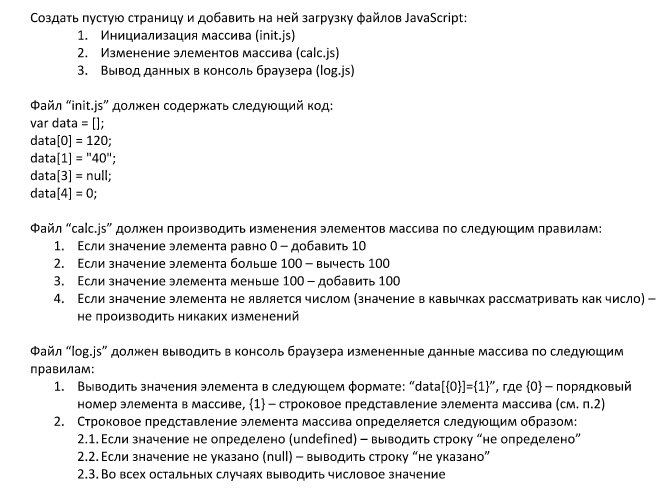 Создать пустую страницу и добавить на ней загрузку файлов JavaScript:
1. Инициализация массива (init.js)
2. Изменение элементов массива (calc.js)
3. Вывод данных в консоль браузера (log.js)
Файл “init.js” должен содержать следующий код:
var data = [];
data[0] = 120;
data[1] = "40";
data[3] = null;
data[4] = 0;
Файл “calc.js” должен производить изменения элементов массива по следующим правилам:
1. Если значение элемента равно 0 – добавить 10
2. Если значение элемента больше 100 – вычесть 100
3. Если значение элемента меньше 100 – добавить 100
4. Если значение элемента не является числом (значение в кавычках рассматривать как число) –
не производить никаких изменений
Файл “log.js” должен выводить в консоль браузера измененные данные массива по следующим
правилам:
1. Выводить значения элемента в следующем формате: “data[{0}]={1}”, где {0} – порядковый
номер элемента в массиве, {1} – строковое представление элемента массива (см. п.2)
2. Строковое представление элемента массива определяется следующим образом:
2.1. Если значение не определено (undefined) – выводить строку “не определено”
2.2. Если значение не указано (null) – выводить строку “не указано”
2.3. Во всех остальных случаях выводить числовое значение